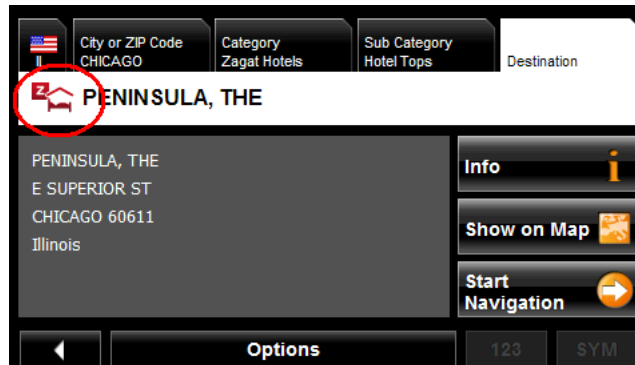 IL
City or ZIP Code
CHICAGO
Category
Zagat Hotels
Sub Category
Hotel Tops
Destination
Z
PENINSULA, THE
PENINSULA, THE
E SUPERIOR ST
CHICAGO 60611
Illinois
Info
i
Show on Map
Start
Navigation
Options
123
SYM